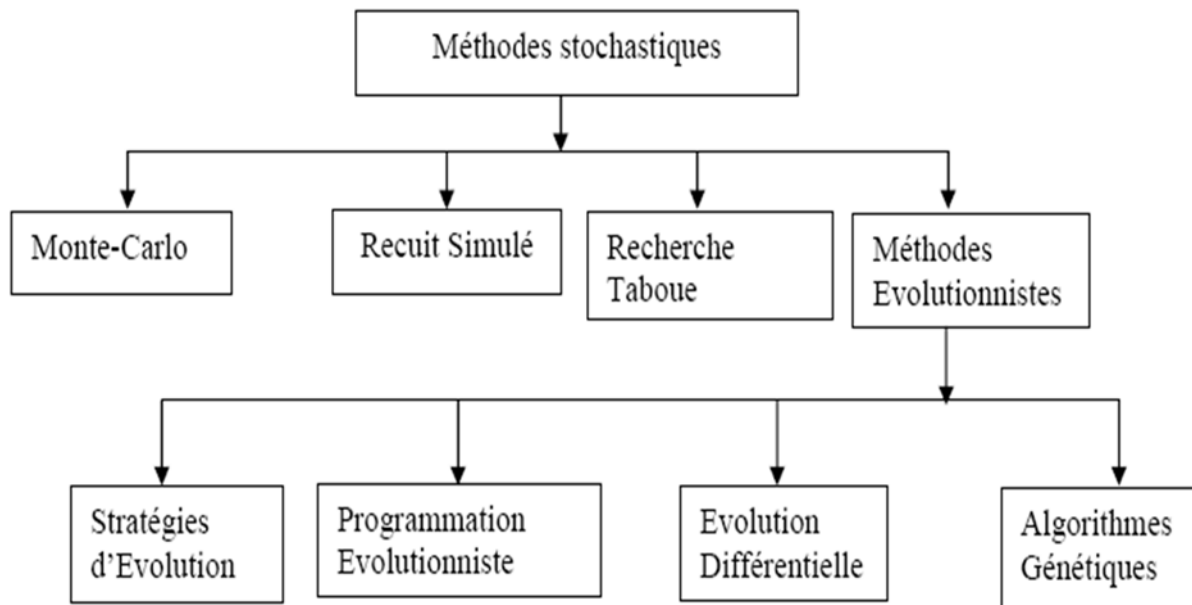 Méthodes stochastiques
Monte-Carlo
Recuit Simulé
Recherche
Taboue
Méthodes
Evolutionnistes
Stratégies
d'Evolution
Programmation
Evolutionniste
Evolution
Différentielle
Algorithmes
Génétiques